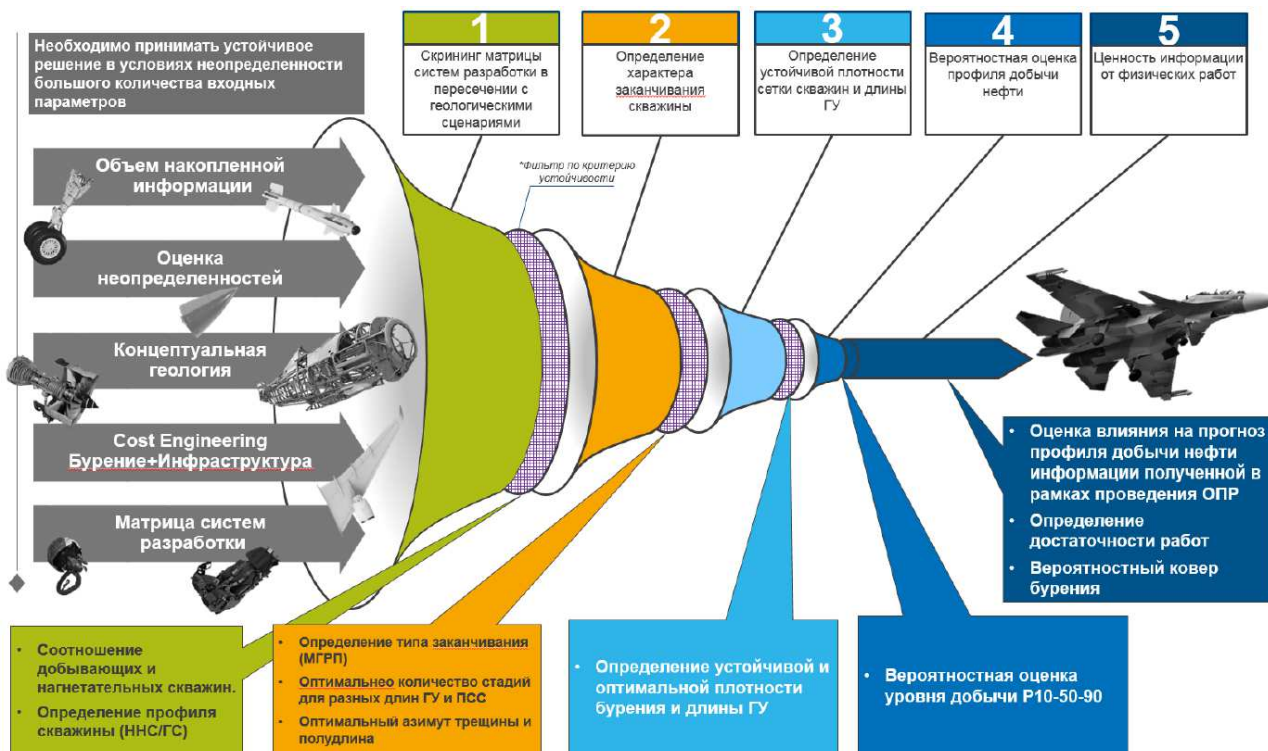 Необходимо принимать устойчивое
решение в условиях неопределенности
большого количества входных
параметров
1
Скрининг матрицы
систем разработки в
пересечении с
геологическими
сценариями
2
Определение
характера
заканчивания
скважины
3
Определение
устойчивой плотности
сетки скважин и длины
ГУ
4
Вероятностная оценка
профиля добычи
нефти
5
Ценность информации
от физических работ
*Фильтр по критерию
устойчивости
Объем накопленной
информации
Оценка
неопределенностей
Концептуальная
геология
Cost Engineering
Бурение+Инфраструктура
Матрица систем
разработки
• Соотношение
добывающих и
нагнетательных скважин.
• Определение профиля
скважины (ННС/ГС)
• Определение типа заканчивания
(МГРП)
• Оптимальнео количество стадий
для разных длин ГУ и ПСС
• Оптимальный азимут трещины и
полудлина
• Определение устойчивой и
оптимальной плотности
бурения и длины ГУ
• Вероятностная оценка
уровня добычи Р10-50-90
• Оценка влияния на прогноз
профиля добычи нефти
информации полученной в
рамках проведения ОПР
• Определение
достаточности работ
• Вероятностный ковер
бурения